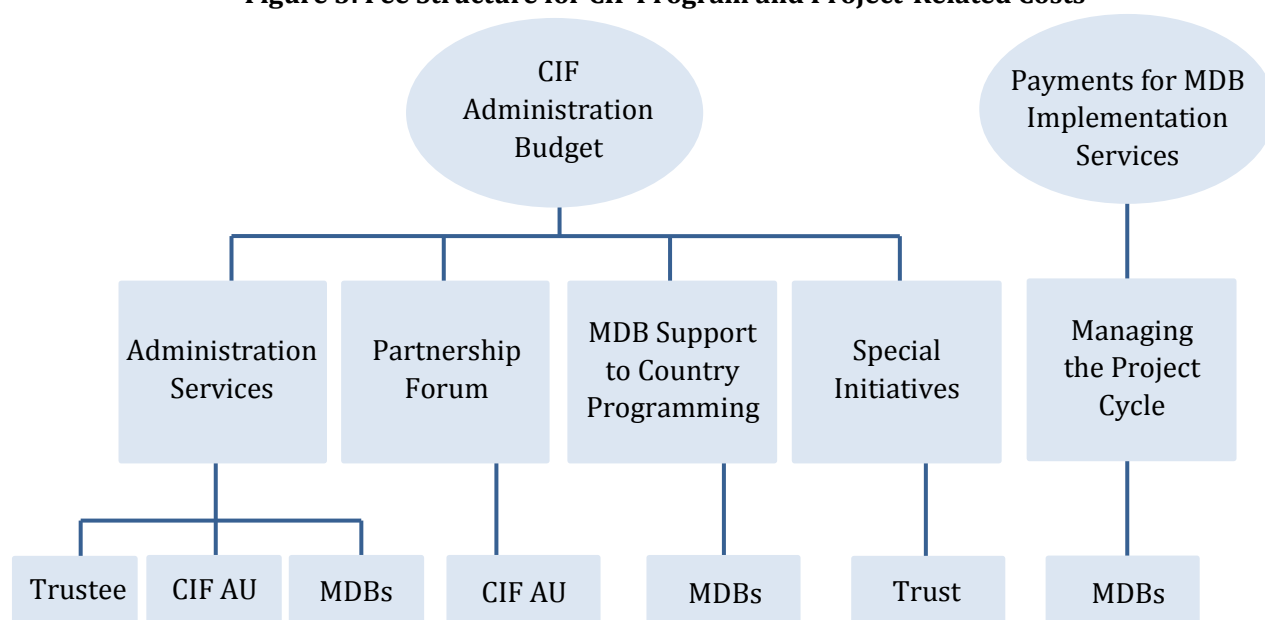 Figure Fee Structure for CIF Program and Project-Related Costs
CIF
Administration
Budget
Payments for MDB
Implementation
Services
Administration
Services
Partnership
Forum
MDB Support
to Country
Programming
Special
Initiatives
Managing
the Project
Cycle
Trustee
CIF AU
MDBs
CIF AU
MDBs
Trust
MDBs